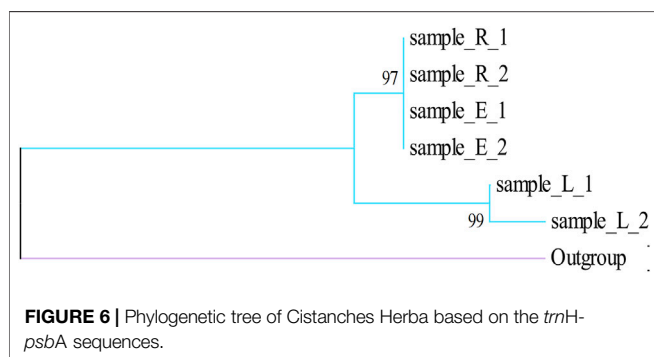 sample_R_1
sample_R_2
97
sample_E_1
sample_E_2
sample_L_1
99
sample_L_2
Outgroup
FIGURE 6 | Phylogenetic tree of Cistanches Herba based on the trnH-
psbA sequences.